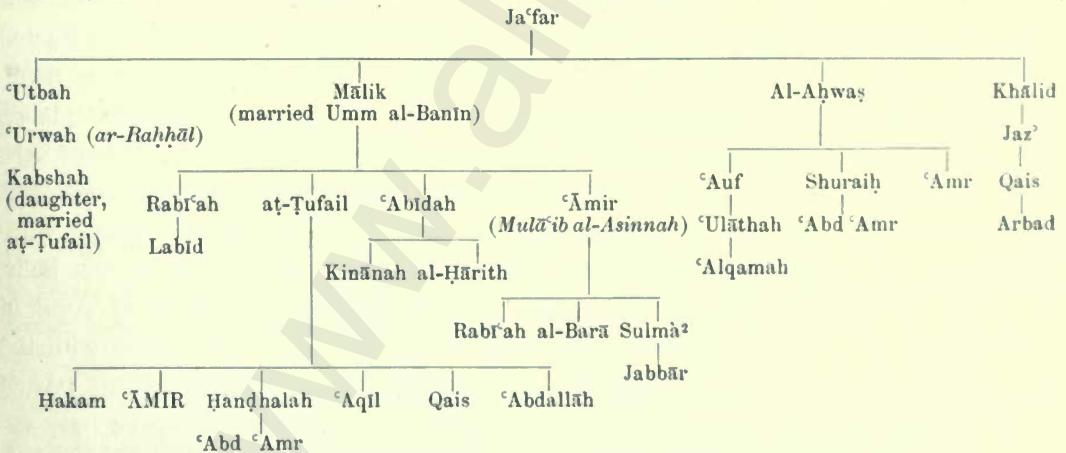 Jaʿfar
ʿUtbah Mālik Al-Aḥwaṣ Khālid
(married Umm al-Banīn)
ʿUrwah (ar-Raḥḥāl) Jazʾ
Kabshah ʿAuf Shuraiḥ ʿAmr Qais
(daughter, Rabīʿah aṭ-Ṭufail ʿAbīdah ʿĀmir
married (Mulāʿib al-Asinnah) ʿUlāthah ʿAbd ʿAmr Arbad
aṭ-Ṭufail) Labīd
Kinānah al-Ḥārith ʿAlqamah
Rabīʿah al-Barā Sulmà²
Jabbār
Ḥakam ʿĀMIR Ḥanḍhalah ʿAqīl Qais ʿAbdallāh
ʿAbd ʿAmr